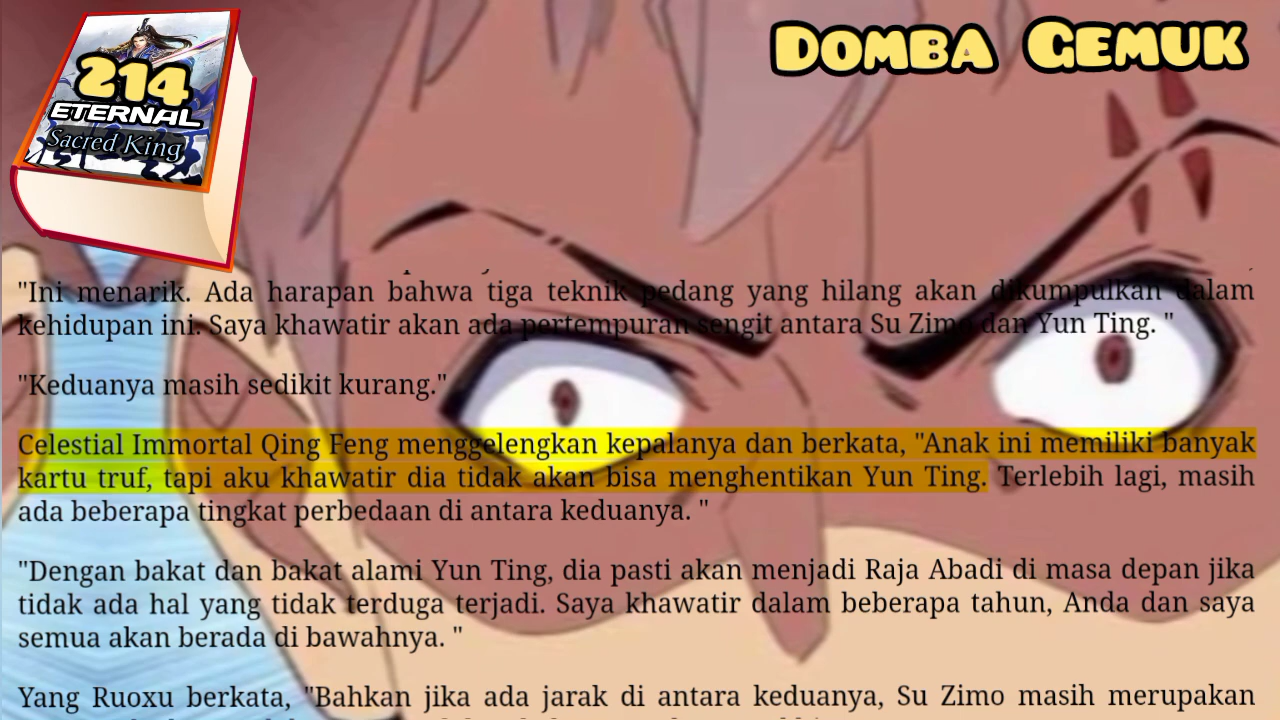 214
ETERNAL
Sacred King
DOMBA GEMUK
"Ini menarik. Ada harapan bahwa tiga teknik pedang yang hilang akan dikumpulkan dalam
kehidupan ini. Saya khawatir akan ada pertempuran sengit antara Su Zimo dan Yun Ting. "
"Keduanya masih sedikit kurang."
Celestial Immortal Qing Feng menggelengkan kepalanya dan berkata, "Anak ini memiliki banyak
kartu truf, tapi aku khawatir dia tidak akan bisa menghentikan Yun Ting. Terlebih lagi, masih
ada beberapa tingkat perbedaan di antara keduanya. "
"Dengan bakat dan bakat alami Yun Ting, dia pasti akan menjadi Raja Abadi di masa depan jika
tidak ada hal yang tidak terduga terjadi. Saya khawatir dalam beberapa tahun, Anda dan saya
semua akan berada di bawahnya. "
Yang Ruoxu berkata, "Bahkan jika ada jarak di antara keduanya, Su Zimo masih merupakan